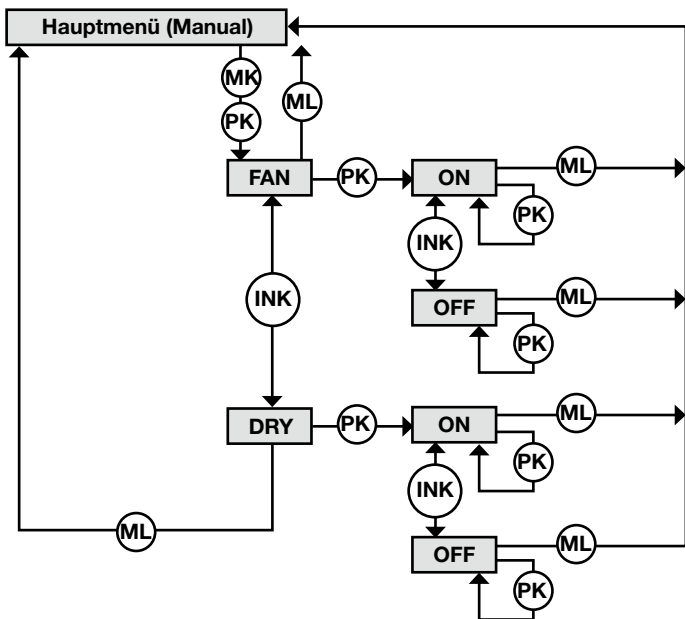 Hauptmenü (Manual)
MK
PK
ML
FAN
PK
ON
ML
PK
INK
INK
OFF
ML
PK
DRY
PK
ON
ML
PK
INK
ML
OFF
ML
PK